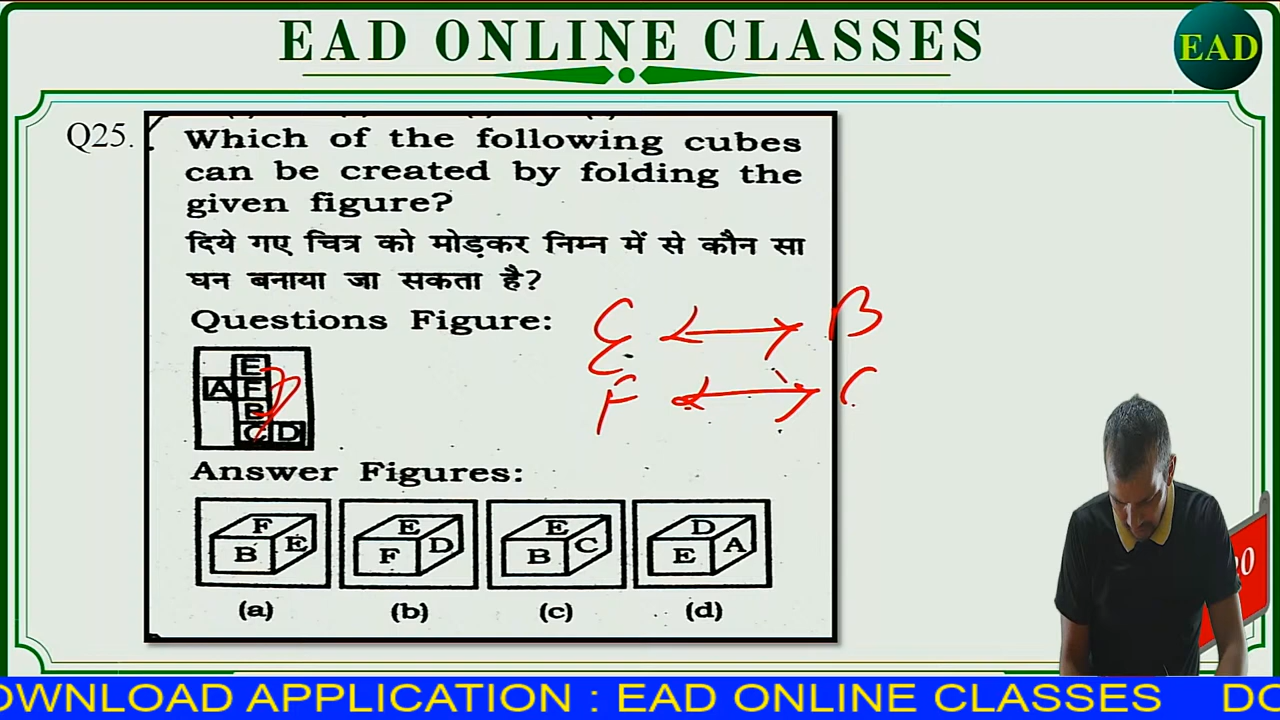 EAD ONLINE CLASSES
EAD
Q25.
Which of the following cubes
can be created by folding the
given figure?
दिये गए चित्र को मोड़कर निम्न में से कौन सा
घन बनाया जा सकता है?
Questions Figure:
E
A F
B
C D
E ↔ B
F ↔ C
Answer Figures:
F B E
E F D
E B C
D E A
(a) (b) (c) (d)
OWNLOAD APPLICATION : EAD ONLINE CLASSES DO